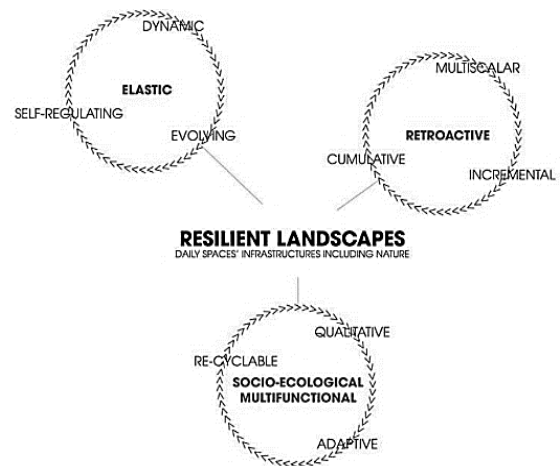 DYNAMIC
ELASTIC
SELF-REGULATING
EVOLVING
MULTISCALAR
RETROACTIVE
CUMULATIVE
INCREMENTAL
RESILIENT LANDSCAPES
DAILY SPACES' INFRASTRUCTURES INCLUDING NATURE
QUALITATIVE
RE-CYCLABLE
SOCIO-ECOLOGICAL
MULTIFUNCTIONAL
ADAPTIVE